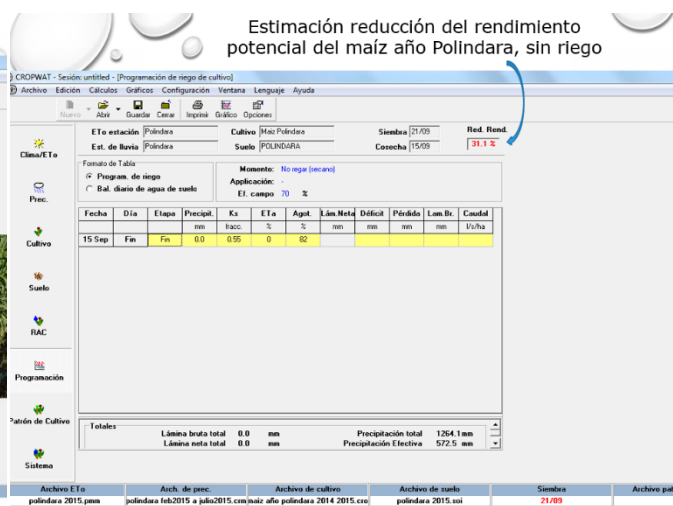 Estimación reducción del rendimiento
potencial del maíz año Polindara, sin riego
CROPWAT - Sesión: untitled - [Programación de riego de cultivo]
Archivo Edición Cálculos Gráficos Configuración Ventana Lenguaje Ayuda
Nuevo Abrir Guardar Cerrar Imprimir Gráfico Opciones
ETo estación Polindara Cultivo Maiz Polindara Siembra 21/09 Red. Rend.
Est. de lluvia Polindara Suelo POLINDARA Cosecha 15/09 31.1 %
Clima/ETo
Prec.
Cultivo
Suelo
RAC
Programación
Patrón de Cultivo
Sistema
Formato de Tabla
Program. de riego
Bal. diario de agua de suelo
Momento: No regar (secano)
Applicación: -
Ef. campo 70 %
Fecha Día Etapa Precipit. Ks ETa Agot. Lám.Neta Déficit Pérdida Lam.Br. Caudal
mm fracc. % % mm mm mm mm l/s/ha
15 Sep Fin Fin 0.0 0.55 0 82
Totales
Lámina bruta total 0.0 mm Precipitación total 1264.1 mm
Lámina neta total 0.0 mm Precipitación Efectiva 572.5 mm
Archivo ETo Arch. de prec. Archivo de cultivo Archivo de suelo Siembra Archivo pa
polindara 2015.pmm polindara feb2015 a julio2015.crm maiz año polindara 2014 2015.cro polindara 2015.soi 21/09